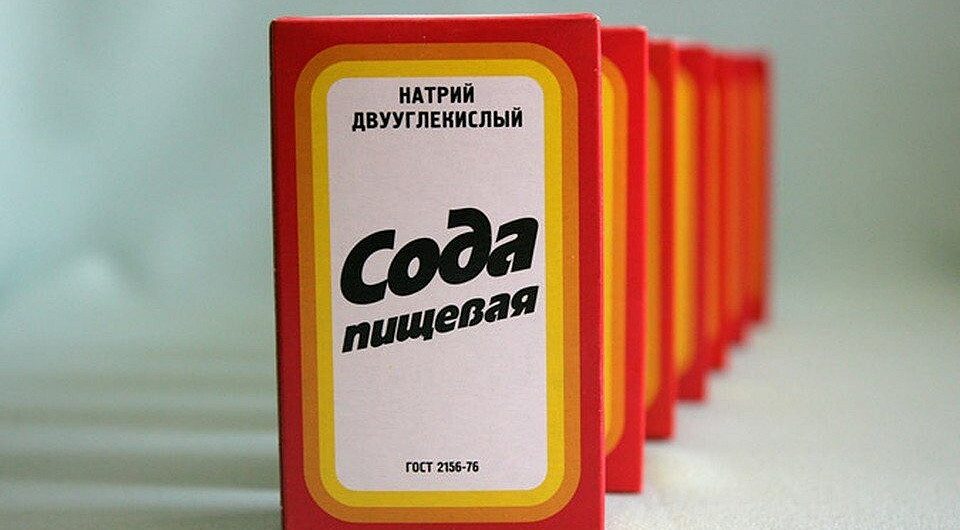 НАТРИЙ
ДВУУГЛЕКИСЛЫЙ
Сода
пищевая
ГОСТ 2156-76